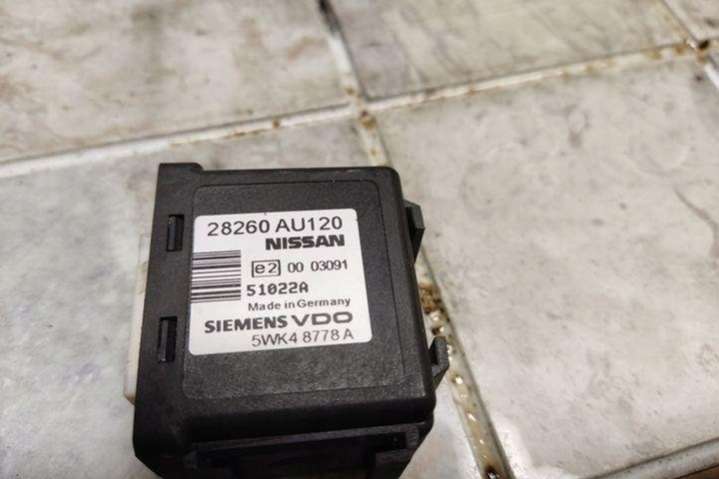 28260 AU120
NISSAN
e2 00 03091
51022A
Made in Germany
SIEMENS VDO
5WK4 8778 A